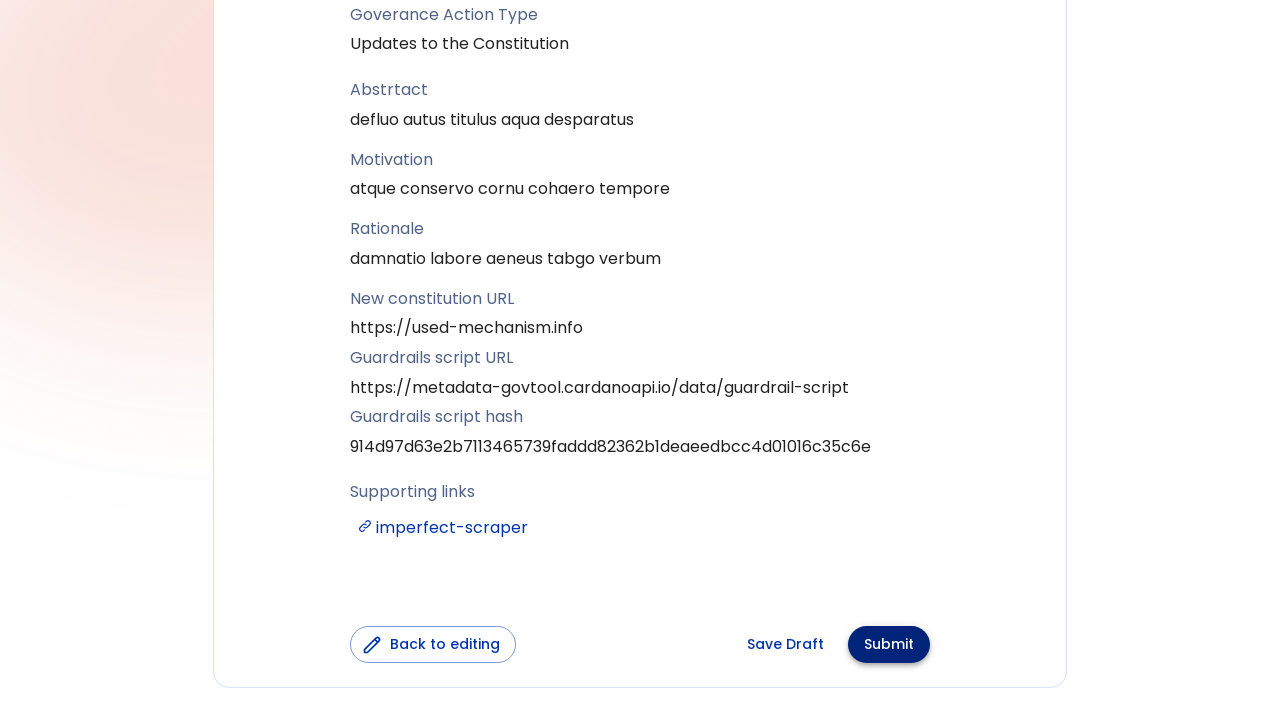 Goverance Action Type
Updates to the Constitution
Abstrtact
defluo autus titulus aqua desparatus
Motivation
atque conservo cornu cohaero tempore
Rationale
damnatio labore aeneus tabgo verbum
New constitution URL
https://used-mechanism.info
Guardrails script URL
https://metadata-govtool.cardanoapi.io/data/guardrail-script
Guardrails script hash
914d97d63e2b7113465739faddd82362b1deaeedbcc4d01016c35c6e
Supporting links
imperfect-scraper
Back to editing
Save Draft
Submit